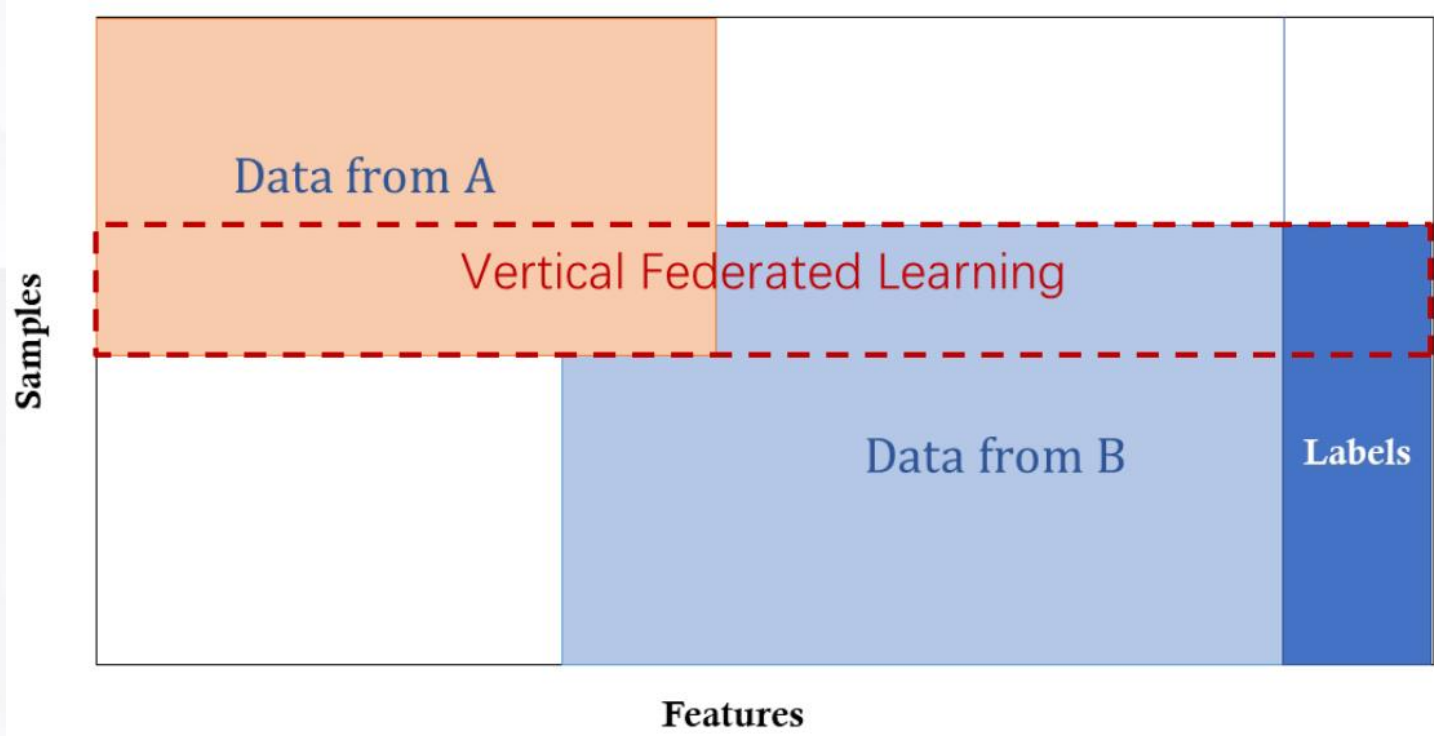 Data from A
Vertical Federated Learning
Samples
Data from B
Labels
Features